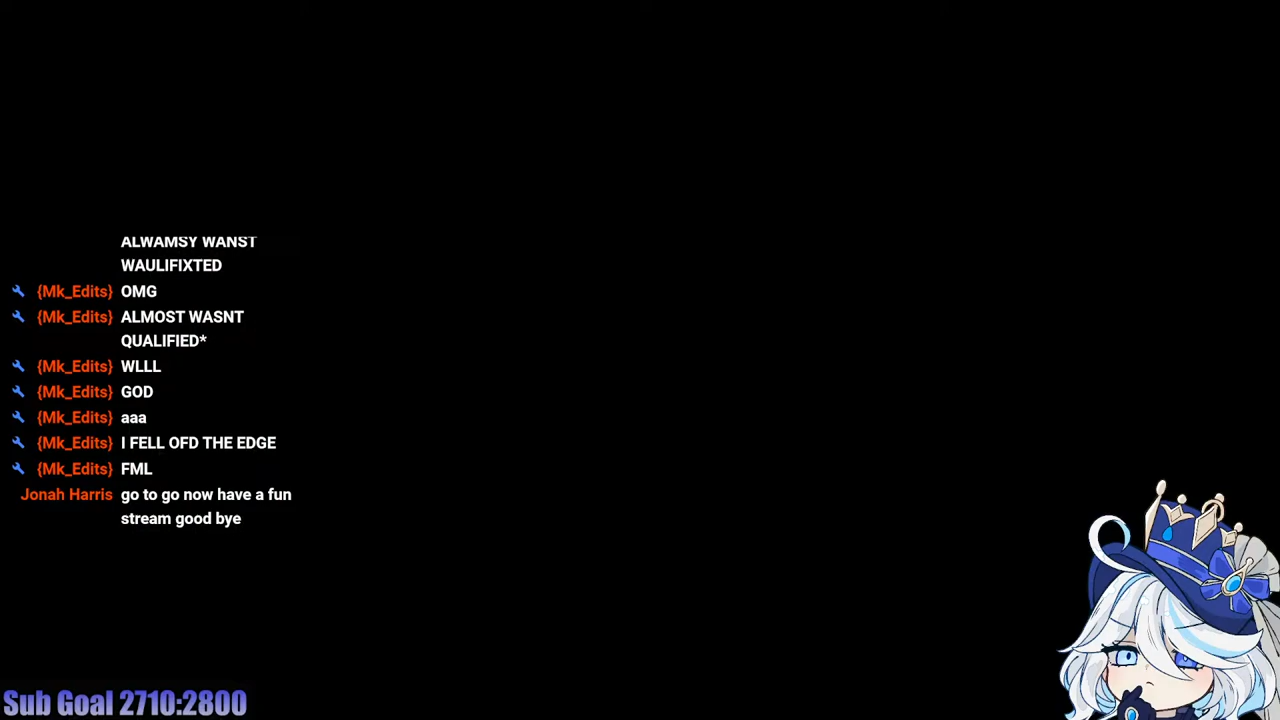 ALWAMSY WANST
WAULIFIXTED
{Mk_Edits} OMG
{Mk_Edits} ALMOST WASNT
QUALIFIED*
{Mk_Edits} WLLL
{Mk_Edits} GOD
{Mk_Edits} aaa
{Mk_Edits} I FELL OFD THE EDGE
{Mk_Edits} FML
Jonah Harris go to go now have a fun
stream good bye
Sub Goal 2710:2800